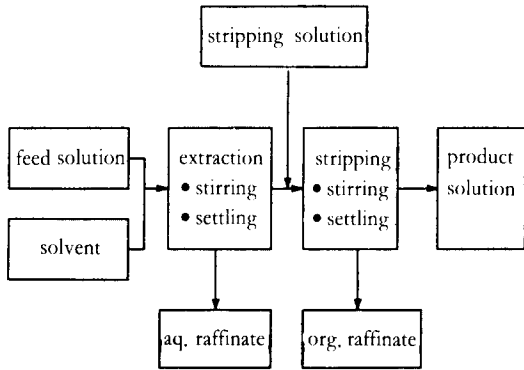 stripping solution
feed solution
solvent
extraction
• stirring
• settling
stripping
• stirring
• settling
product
solution
aq. raffinate
org. raffinate